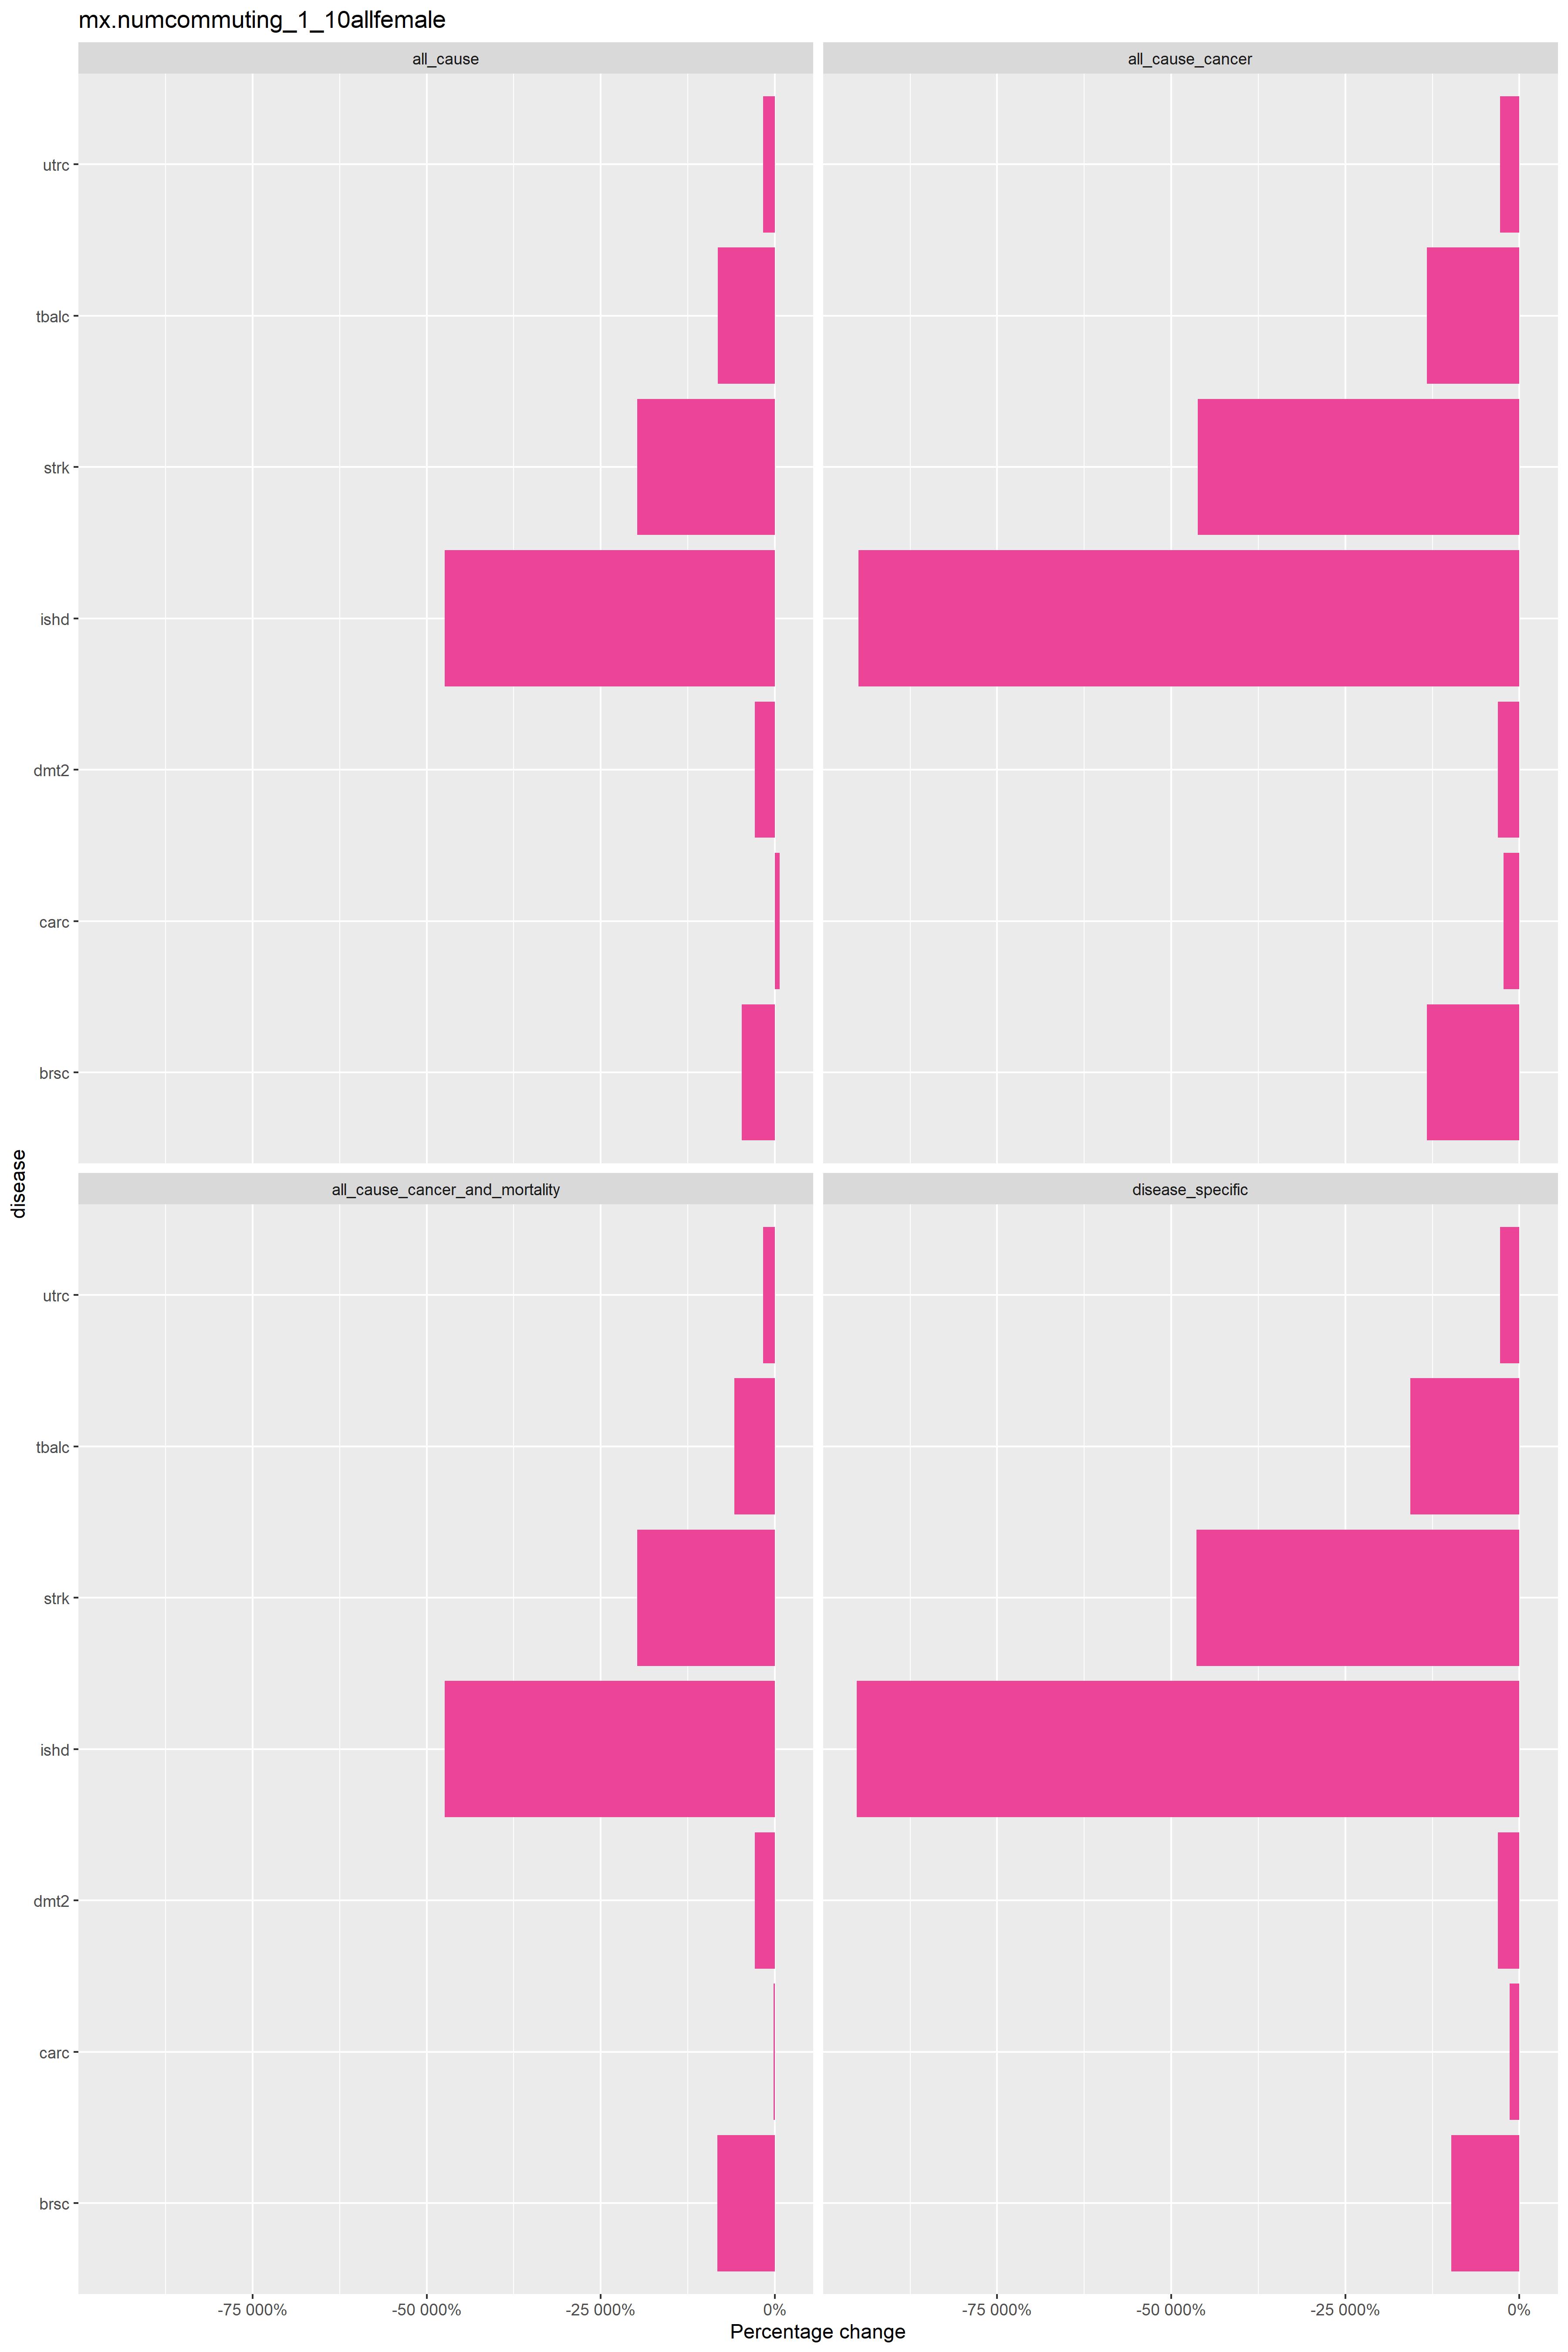 mx.numcommuting_1_10allfemale
all_cause
all_cause_cancer
utrc
tbalc
strk
ishd
dmt2
carc
brsc
disease
all_cause_cancer_and_mortality
disease_specific
utrc
tbalc
strk
ishd
dmt2
carc
brsc
-75 000%
-50 000%
-25 000%
0%
-75 000%
-50 000%
-25 000%
0%
Percentage change